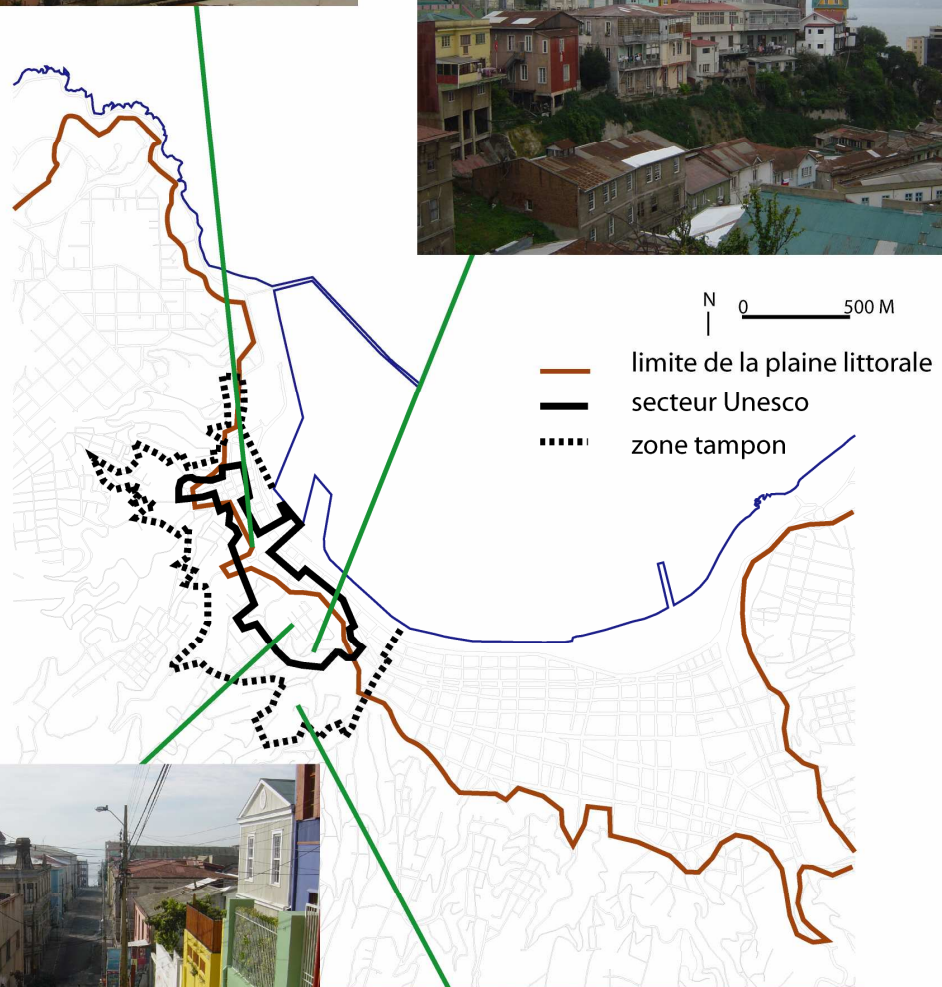 N
0 500 M
limite de la plaine littorale
secteur Unesco
zone tampon